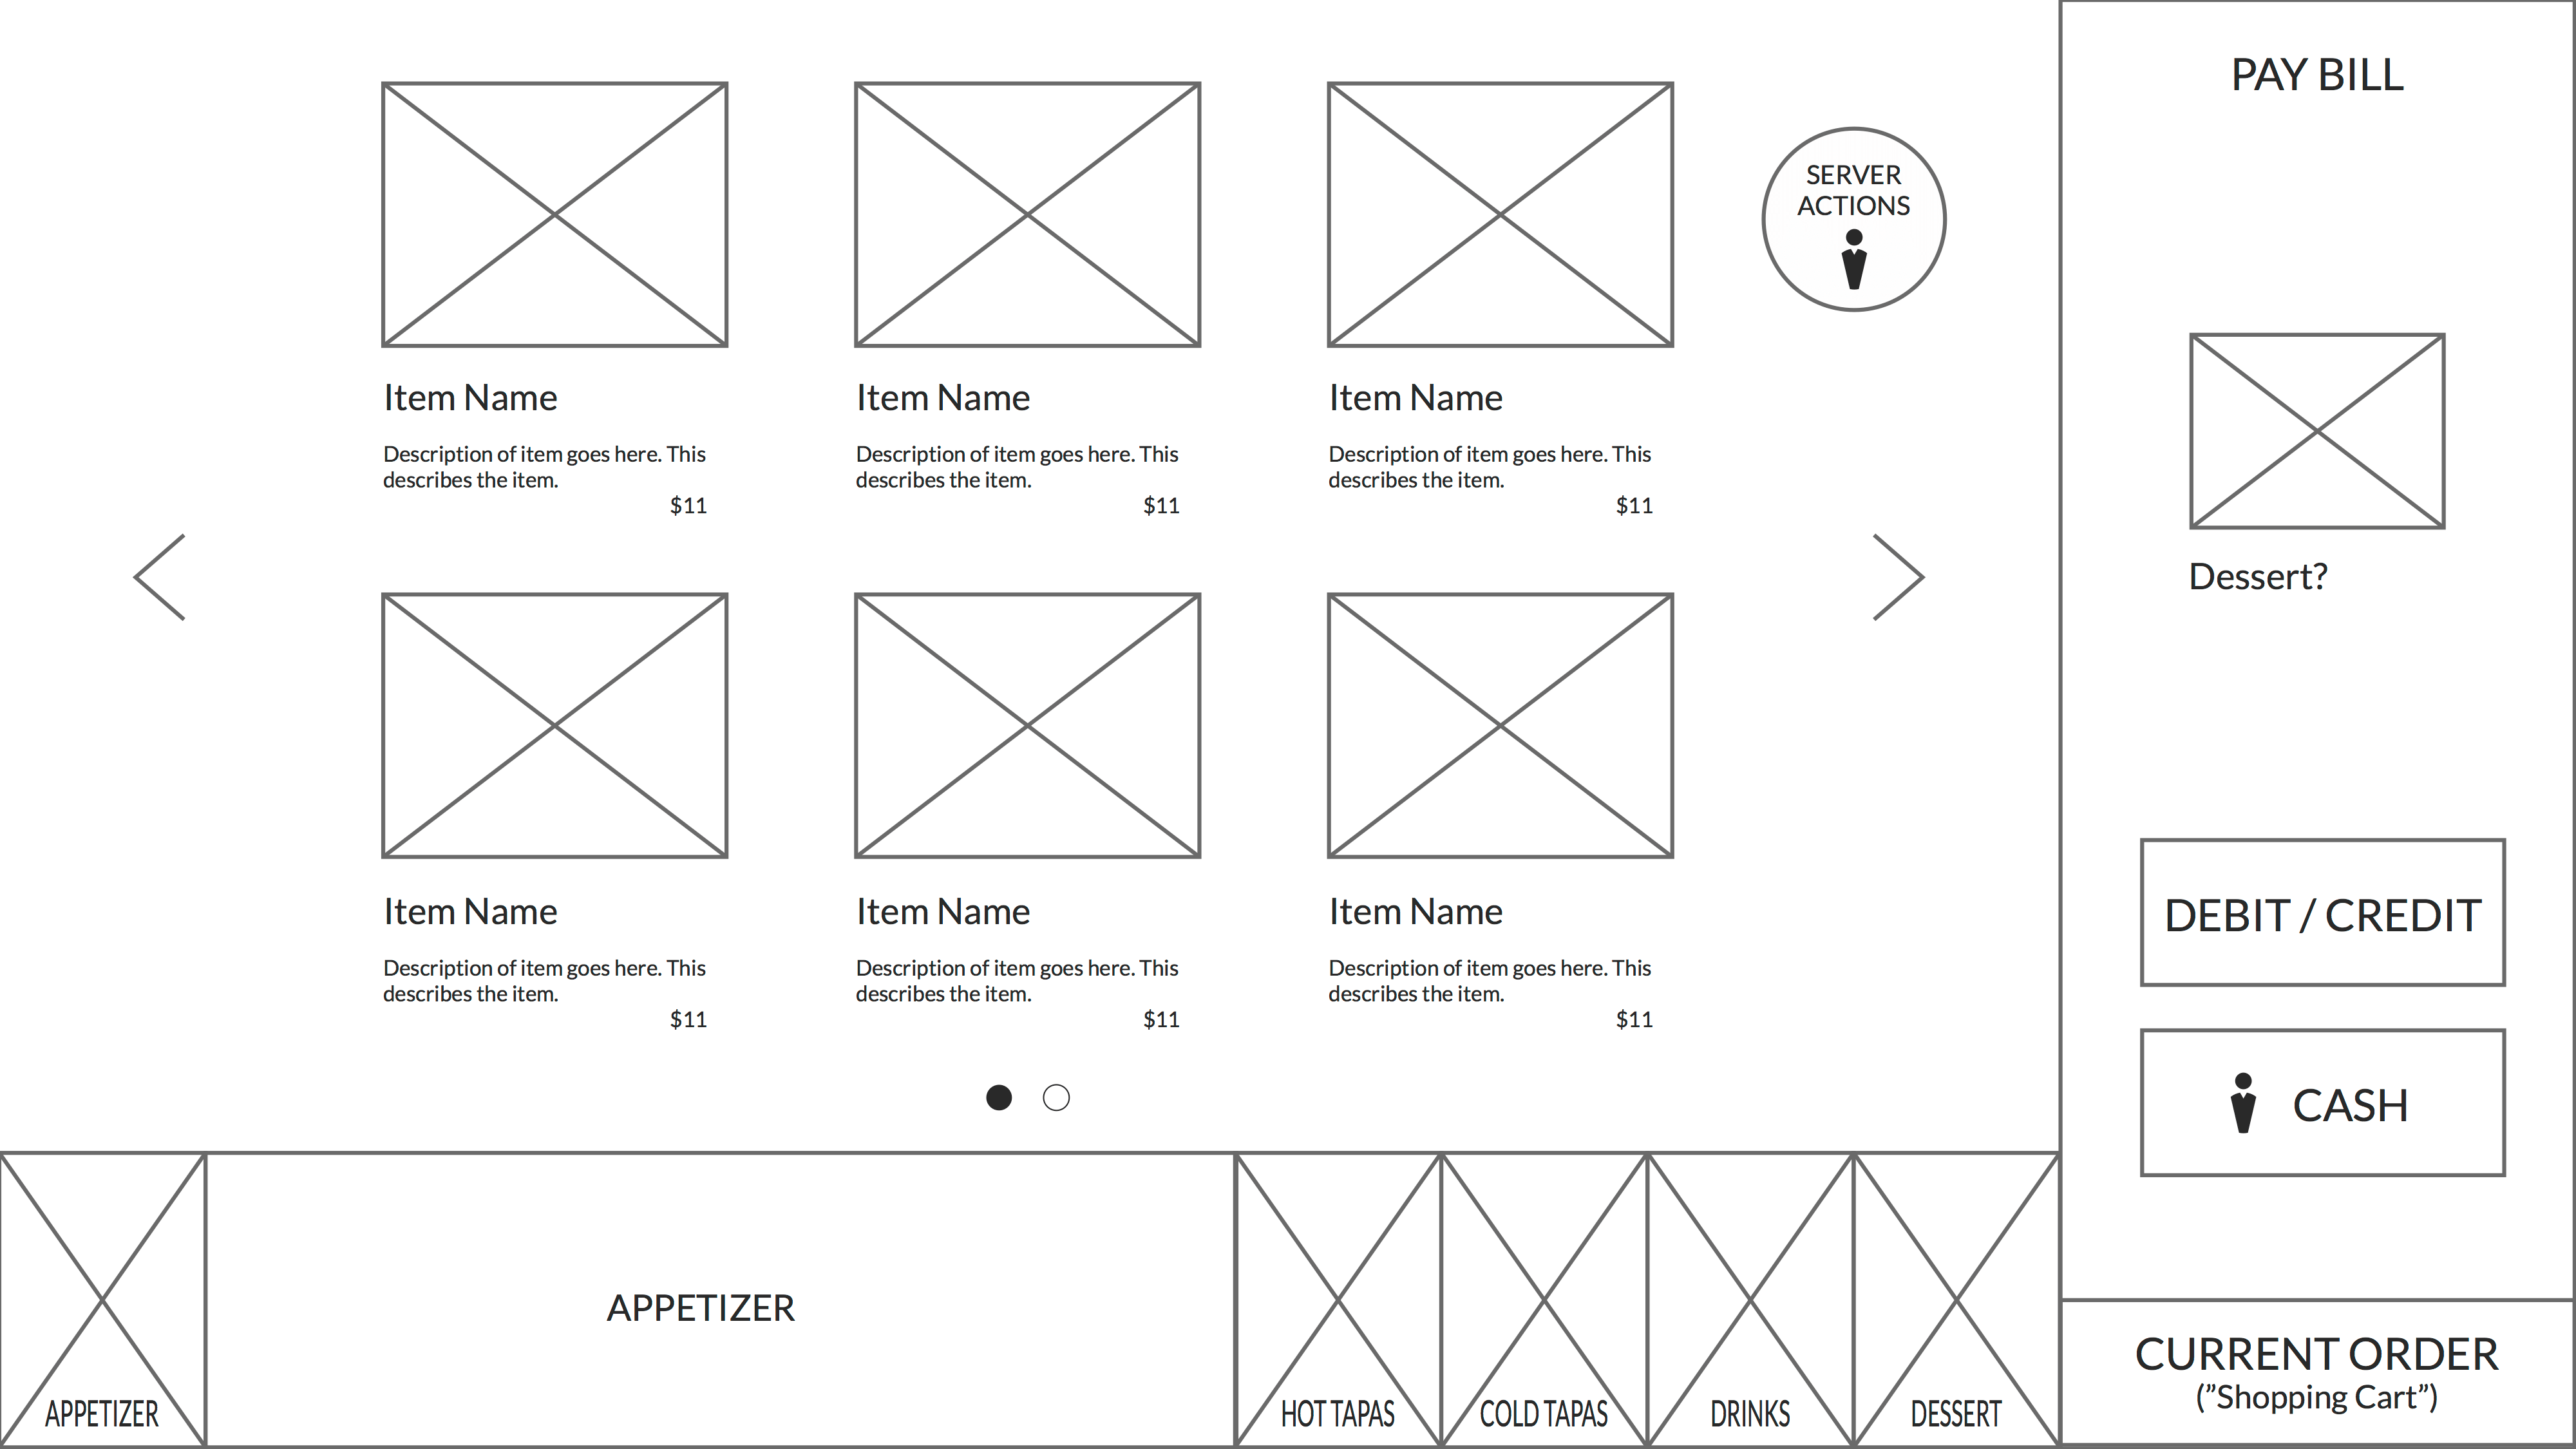 SERVER
ACTIONS
Item Name
Description of item goes here. This
describes the item.
$11
Item Name
Description of item goes here. This
describes the item.
$11
Item Name
Description of item goes here. This
describes the item.
$11
Item Name
Description of item goes here. This
describes the item.
$11
Item Name
Description of item goes here. This
describes the item.
$11
Item Name
Description of item goes here. This
describes the item.
$11
APPETIZER
APPETIZER
HOT TAPAS
COLD TAPAS
DRINKS
DESSERT
PAY BILL
Dessert?
DEBIT / CREDIT
CASH
CURRENT ORDER
(”Shopping Cart”)